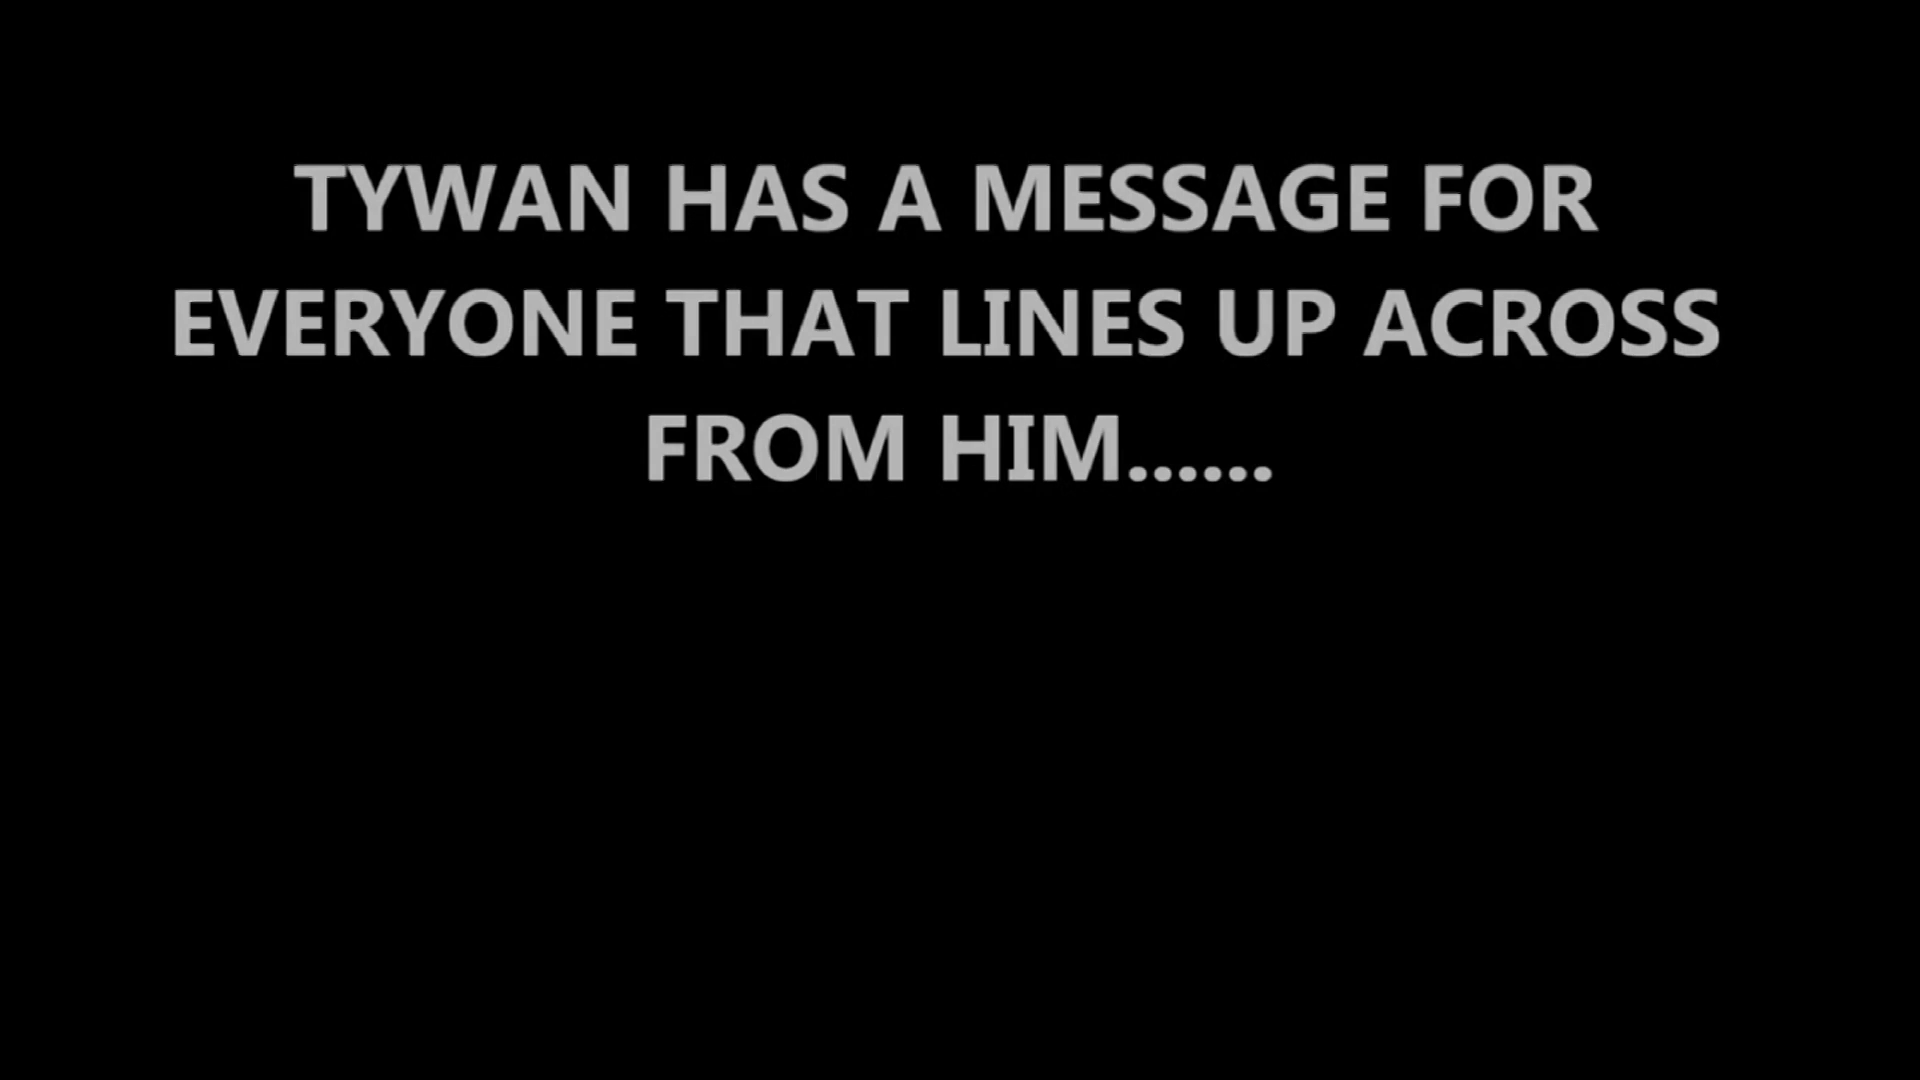 TYWAN HAS A MESSAGE FOR
EVERYONE THAT LINES UP ACROSS
FROM HIM......